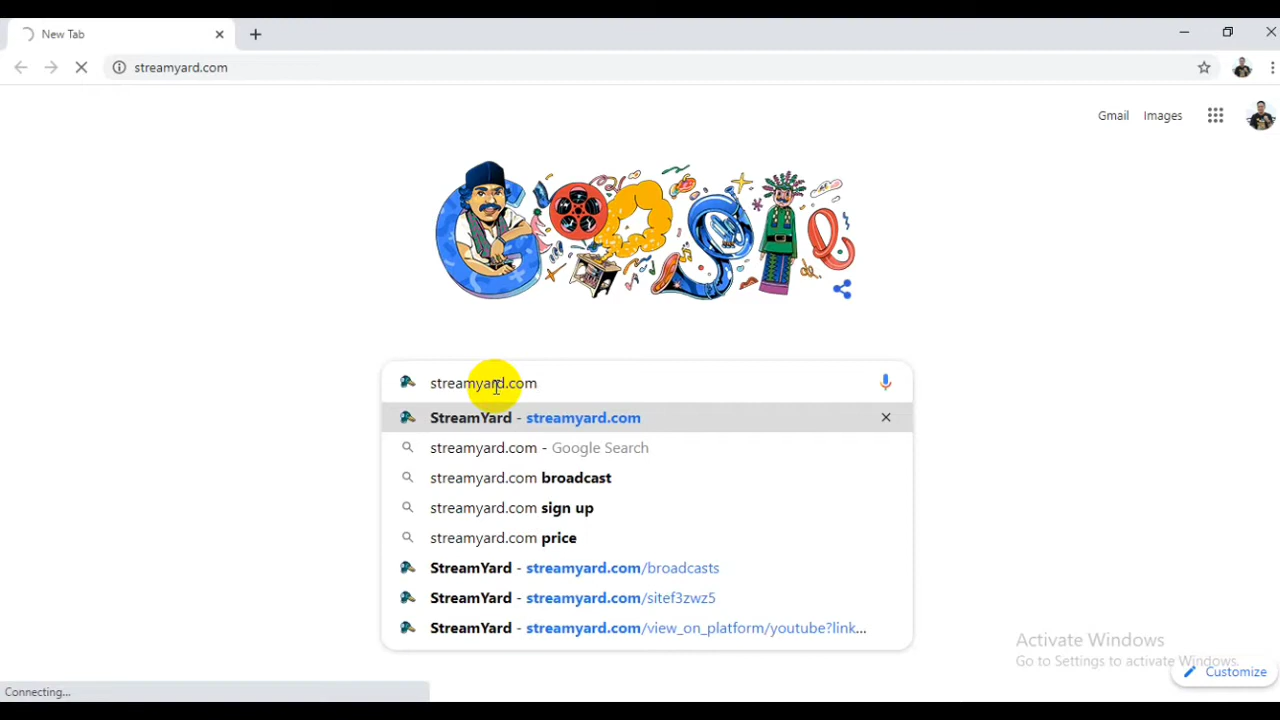 New Tab
streamyard.com
Gmail Images
Google
streamyard.com
StreamYard - streamyard.com
streamyard.com - Google Search
streamyard.com broadcast
streamyard.com sign up
streamyard.com price
StreamYard - streamyard.com/broadcasts
StreamYard - streamyard.com/sitef3zwz5
StreamYard - streamyard.com/view_on_platform/youtube?link...
Activate Windows
Go to Settings to activate Windows.
Customize
Connecting...